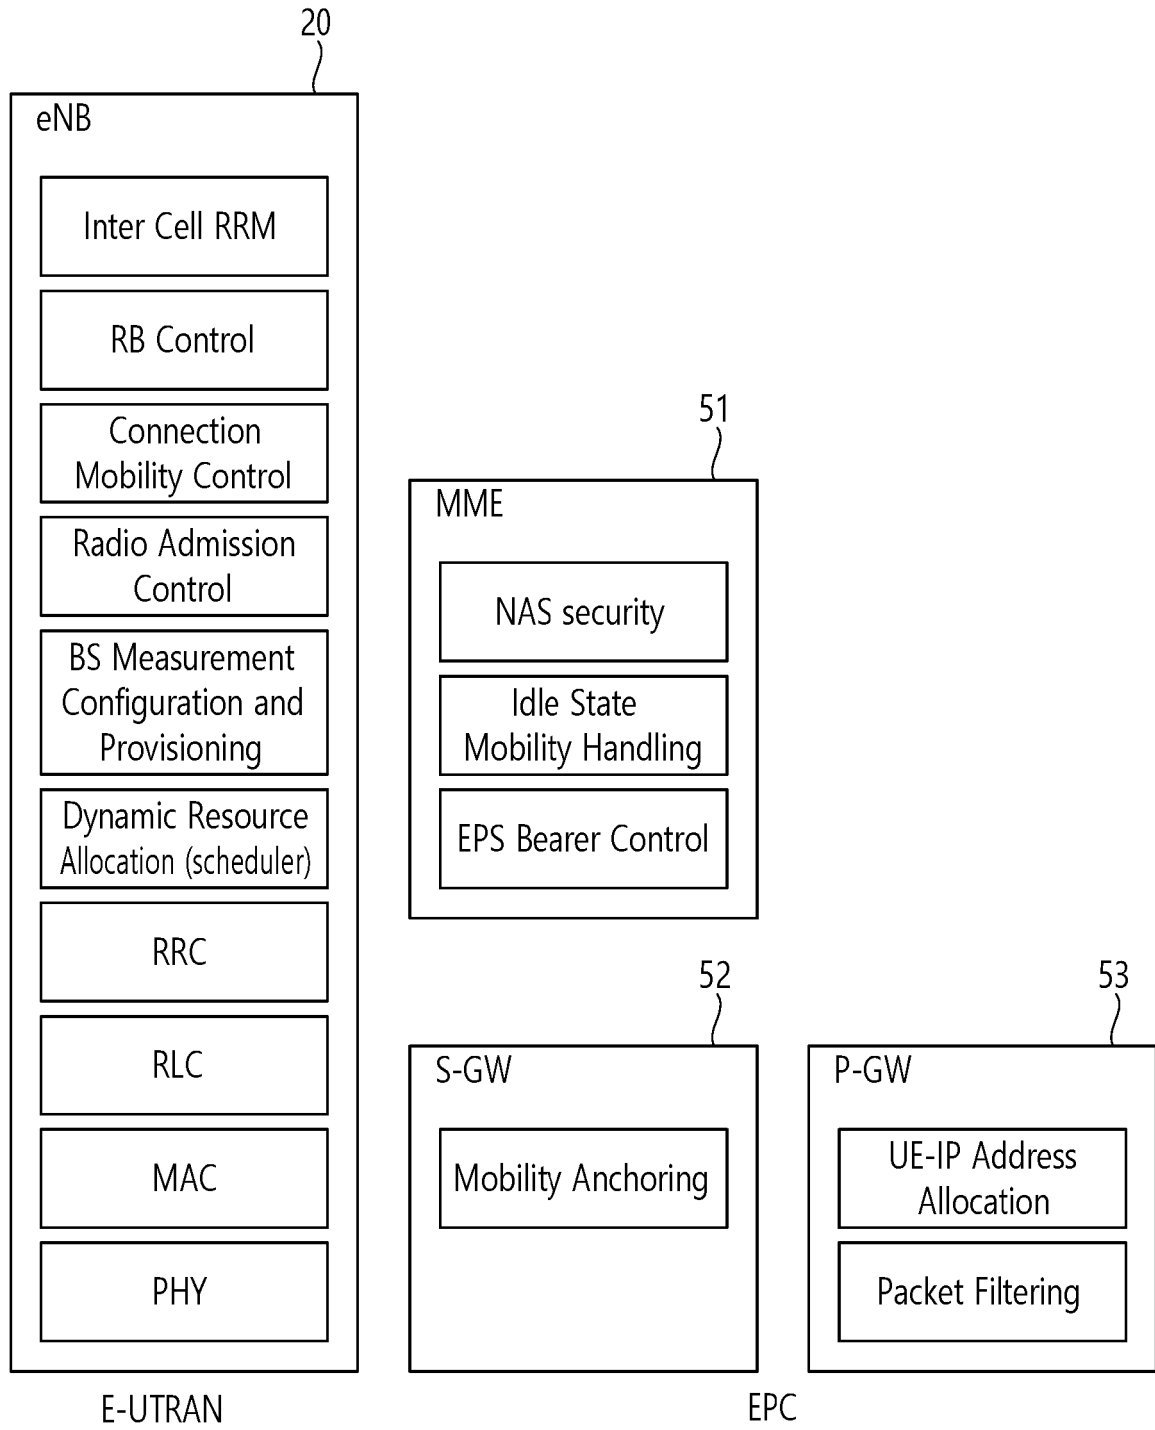 20
eNB
Inter Cell RRM
RB Control
Connection
Mobility Control
Radio Admission
Control
BS Measurement
Configuration and
Provisioning
Dynamic Resource
Allocation (scheduler)
RRC
RLC
MAC
PHY
E-UTRAN
51
MME
NAS security
Idle State
Mobility Handling
EPS Bearer Control
52
S-GW
Mobility Anchoring
53
P-GW
UE-IP Address
Allocation
Packet Filtering
EPC